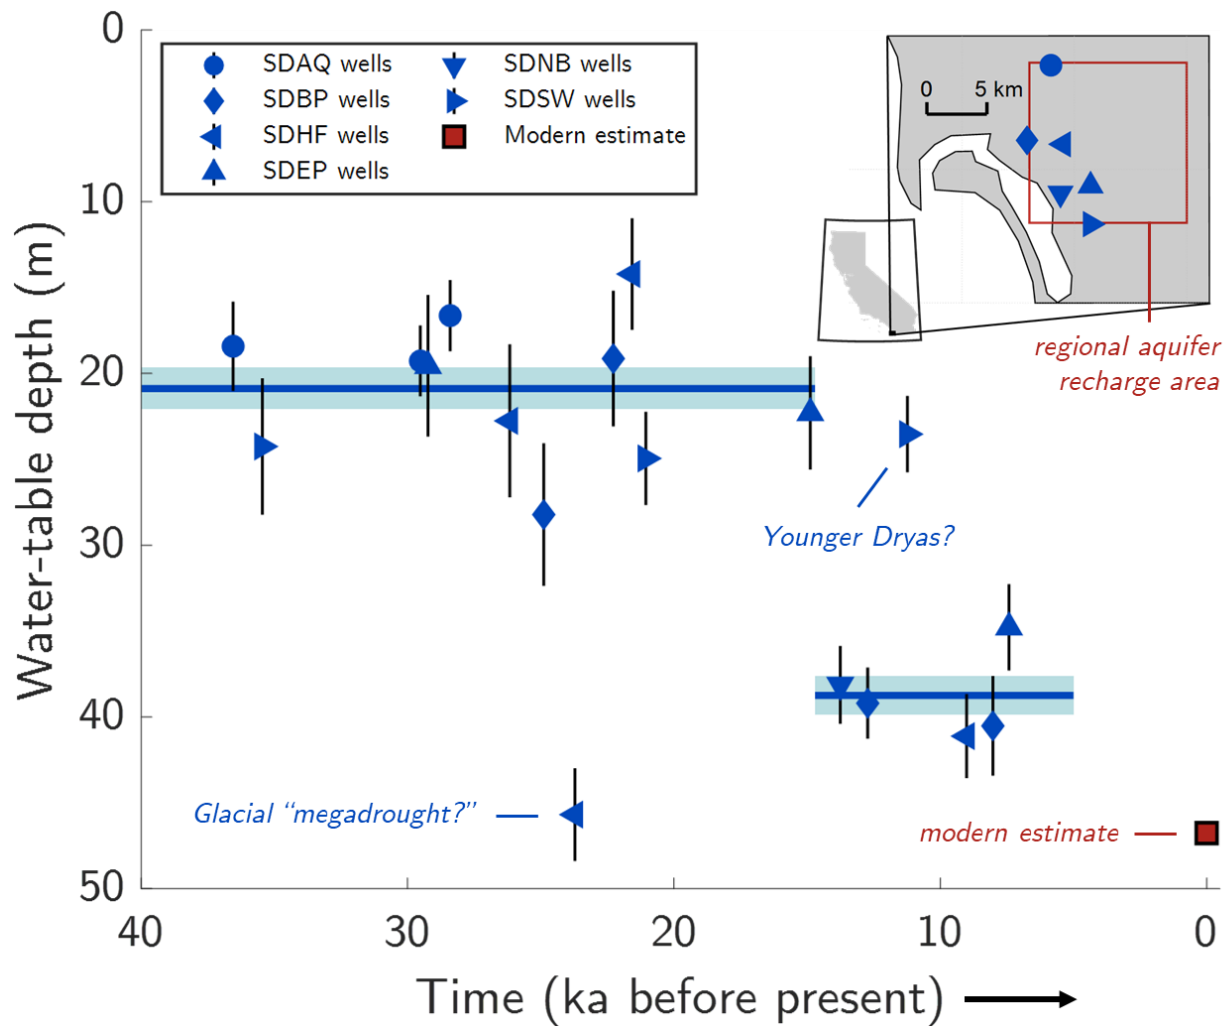 0
10
20
30
40
50
Water-table depth (m)
SDAQ wells
SDBP wells
SDHF wells
SDEP wells
SDNB wells
SDSW wells
Modern estimate
0 5 km
regional aquifer
recharge area
Younger Dryas?
Glacial “megadrought?”
modern estimate
40 30 20 10 0
Time (ka before present)